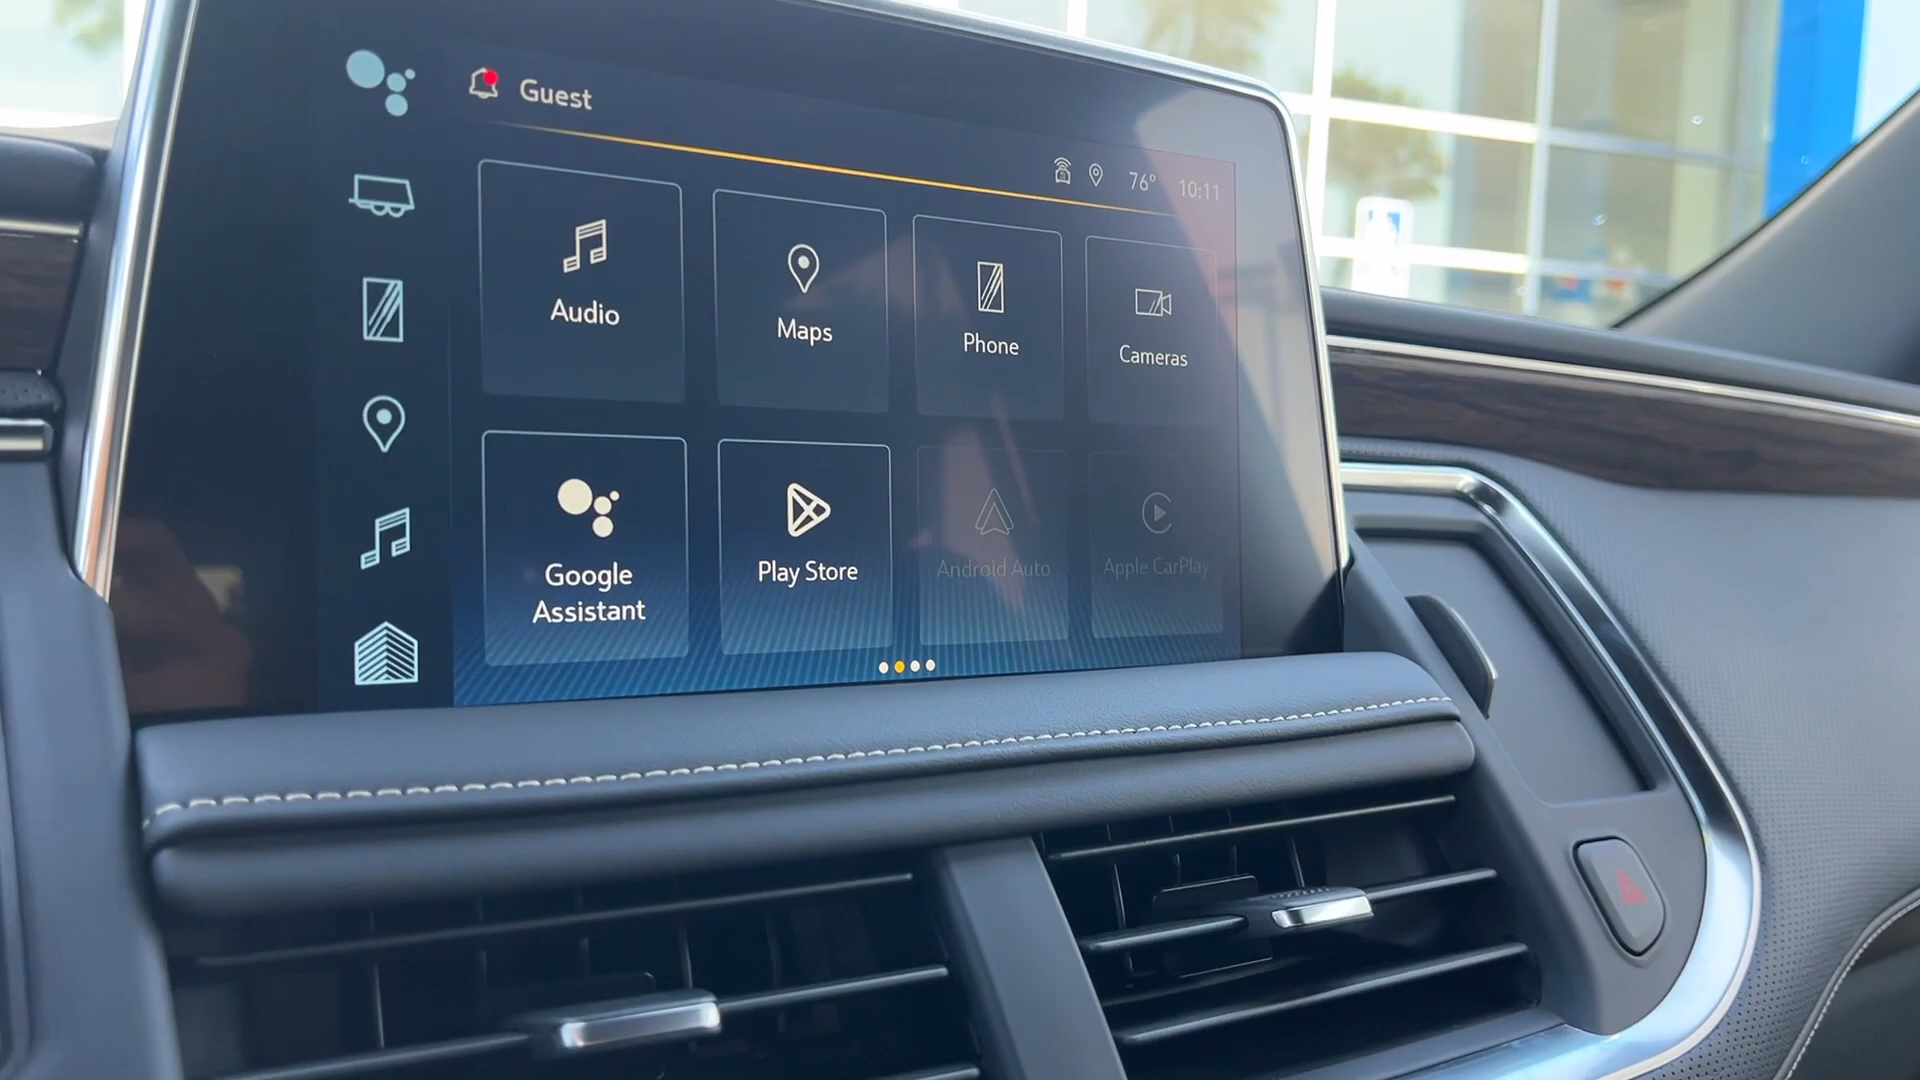 Guest
76° 10:11
Audio
Maps
Phone
Cameras
Google
Assistant
Play Store
Android Auto
Apple CarPlay